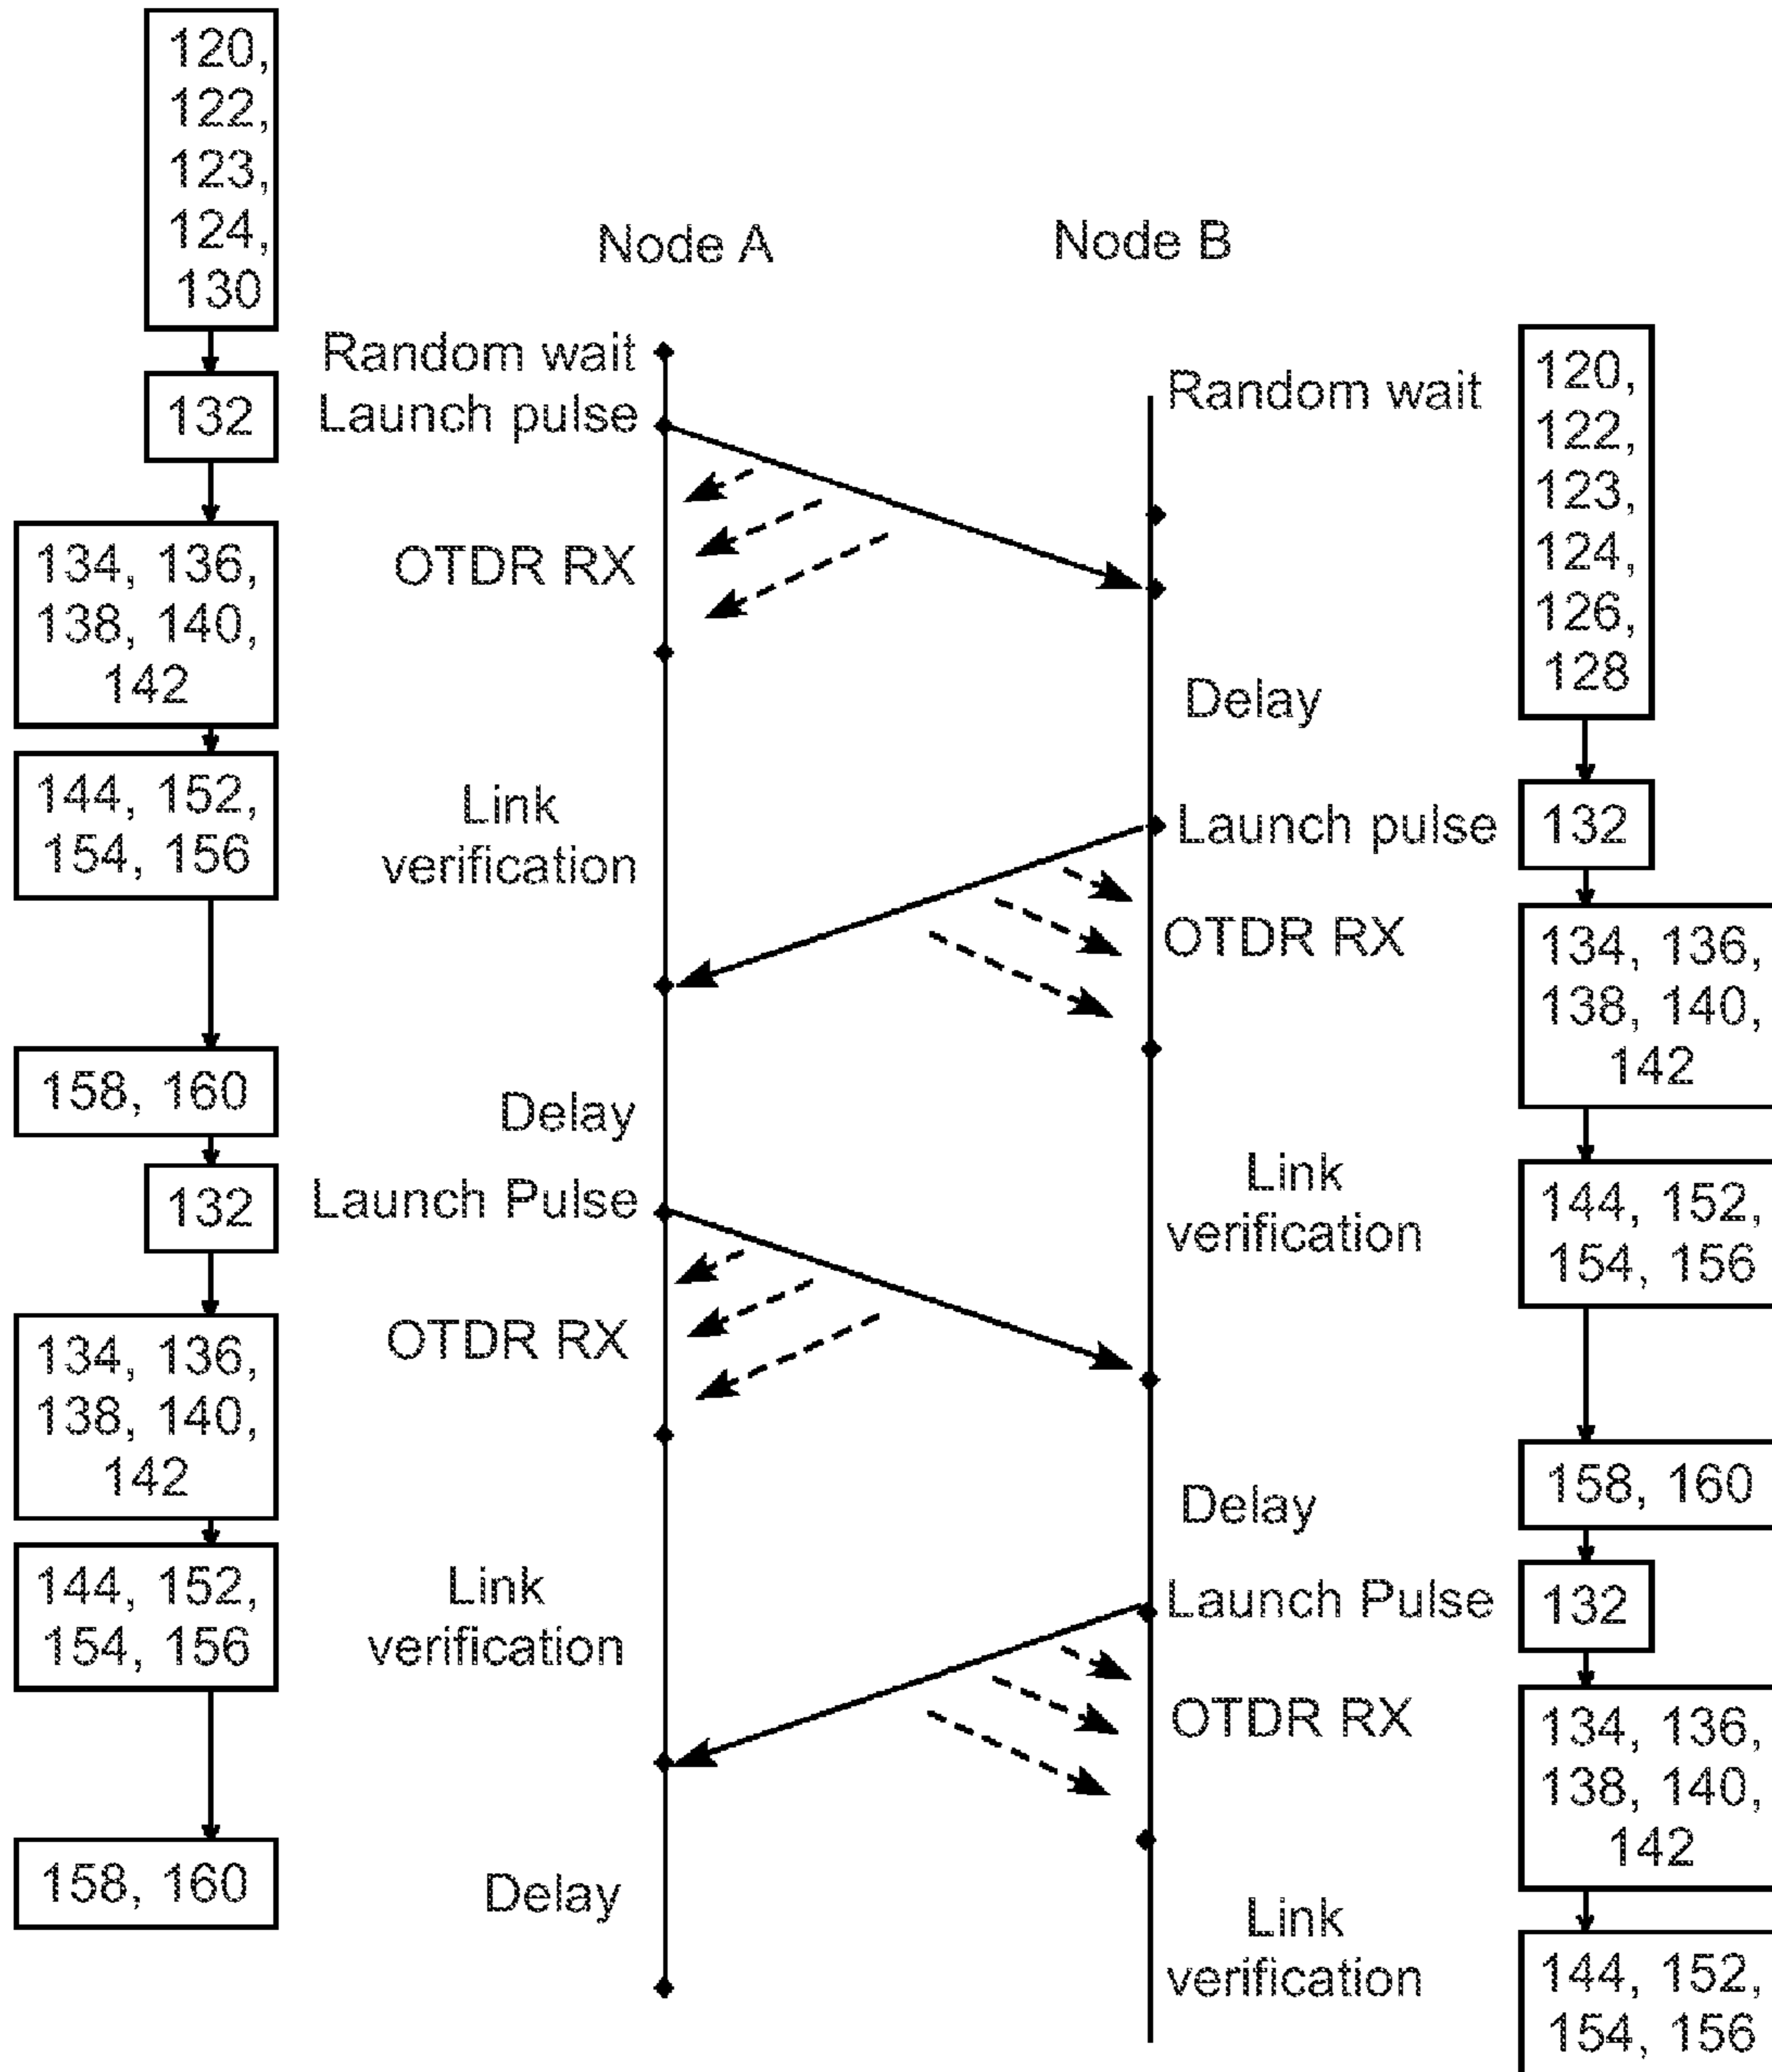 120,
122,
123,
124,
130
132
134, 136,
138, 140,
142
144, 152,
154, 156
158, 160
132
134, 136,
138, 140,
142
144, 152,
154, 156
158, 160
Node A
Random wait
Launch pulse
OTDR RX
Link
verification
Delay
Launch Pulse
OTDR RX
Link
verification
Delay
Node B
Random wait
Delay
Launch pulse
OTDR RX
Link
verification
Delay
Launch Pulse
OTDR RX
Link
verification
120,
122,
123,
124,
126,
128
132
134, 136,
138, 140,
142
144, 152,
154, 156
158, 160
132
134, 136,
138, 140,
142
144, 152,
154, 156